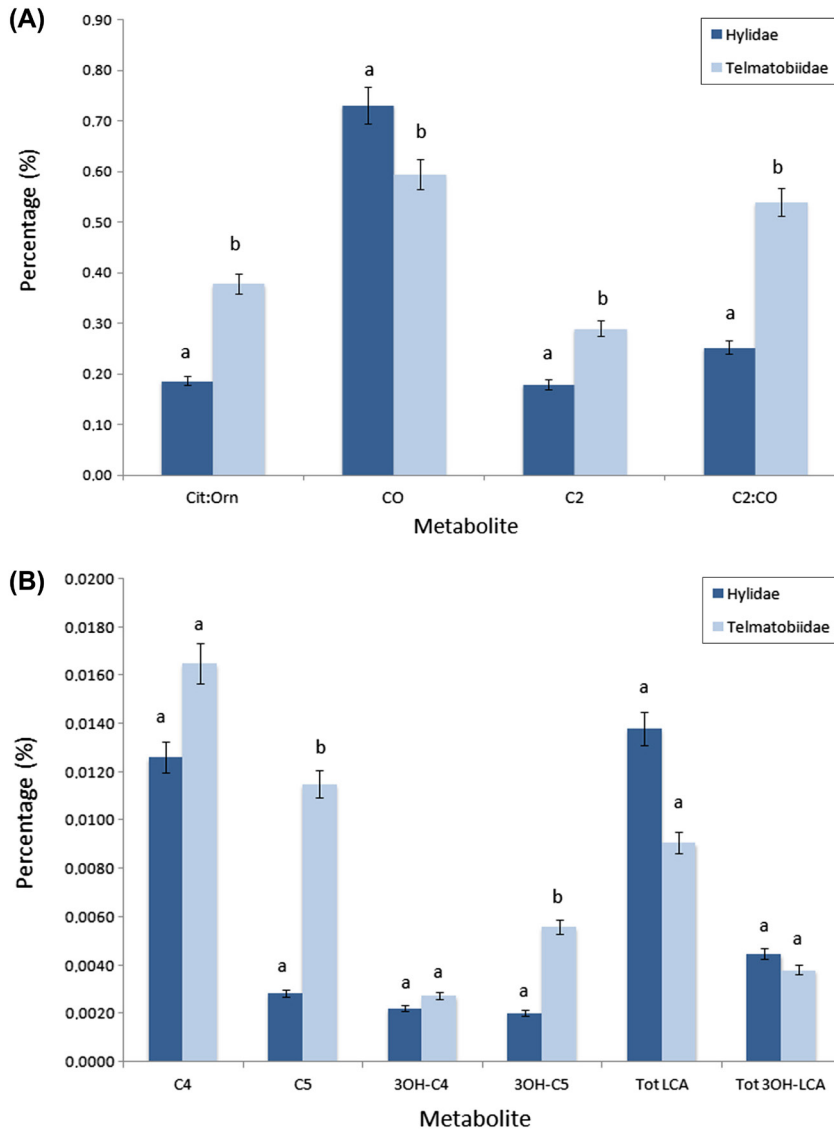 (A)
0.90
0.80
0.70
0.60
0.50
0.40
0.30
0.20
0.10
0.00
Percentage (%)
Hylidae
Telmatobiidae
a
b
a
b
a
b
a
b
Cit:Orn
CO
C2
C2:CO
Metabolite
(B)
0.0200
0.0180
0.0160
0.0140
0.0120
0.0100
0.0080
0.0060
0.0040
0.0020
0.0000
Percentage (%)
Hylidae
Telmatobiidae
a
a
a
b
a
a
a
b
a
a
a
a
C4
C5
3OH-C4
3OH-C5
Tot LCA
Tot 3OH-LCA
Metabolite